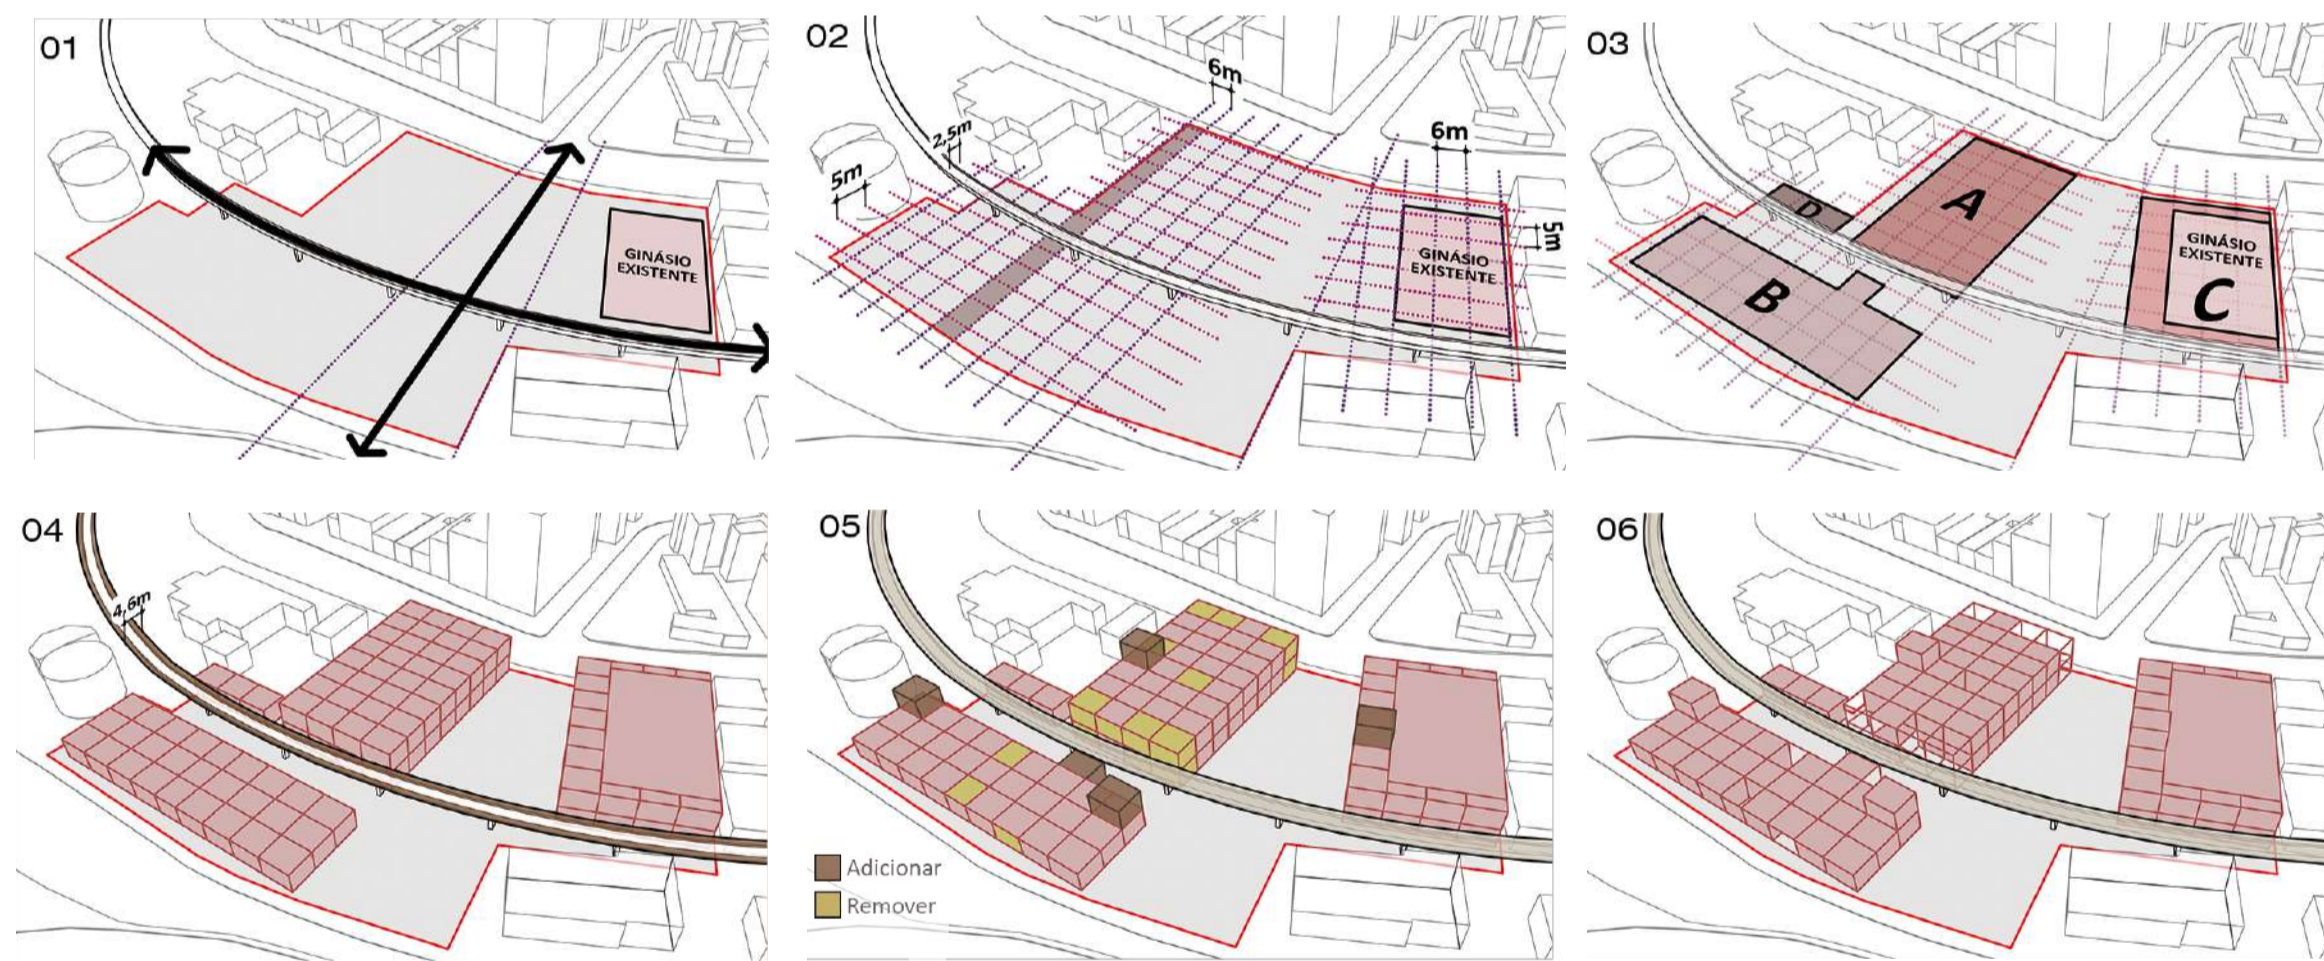 01
GINÁSIO
EXISTENTE
02
6m
2,5m
5m
6m
5m
GINÁSIO
EXISTENTE
03
A
B
C
D
GINÁSIO
EXISTENTE
04
4,6m
05
Adicionar
Remover
06